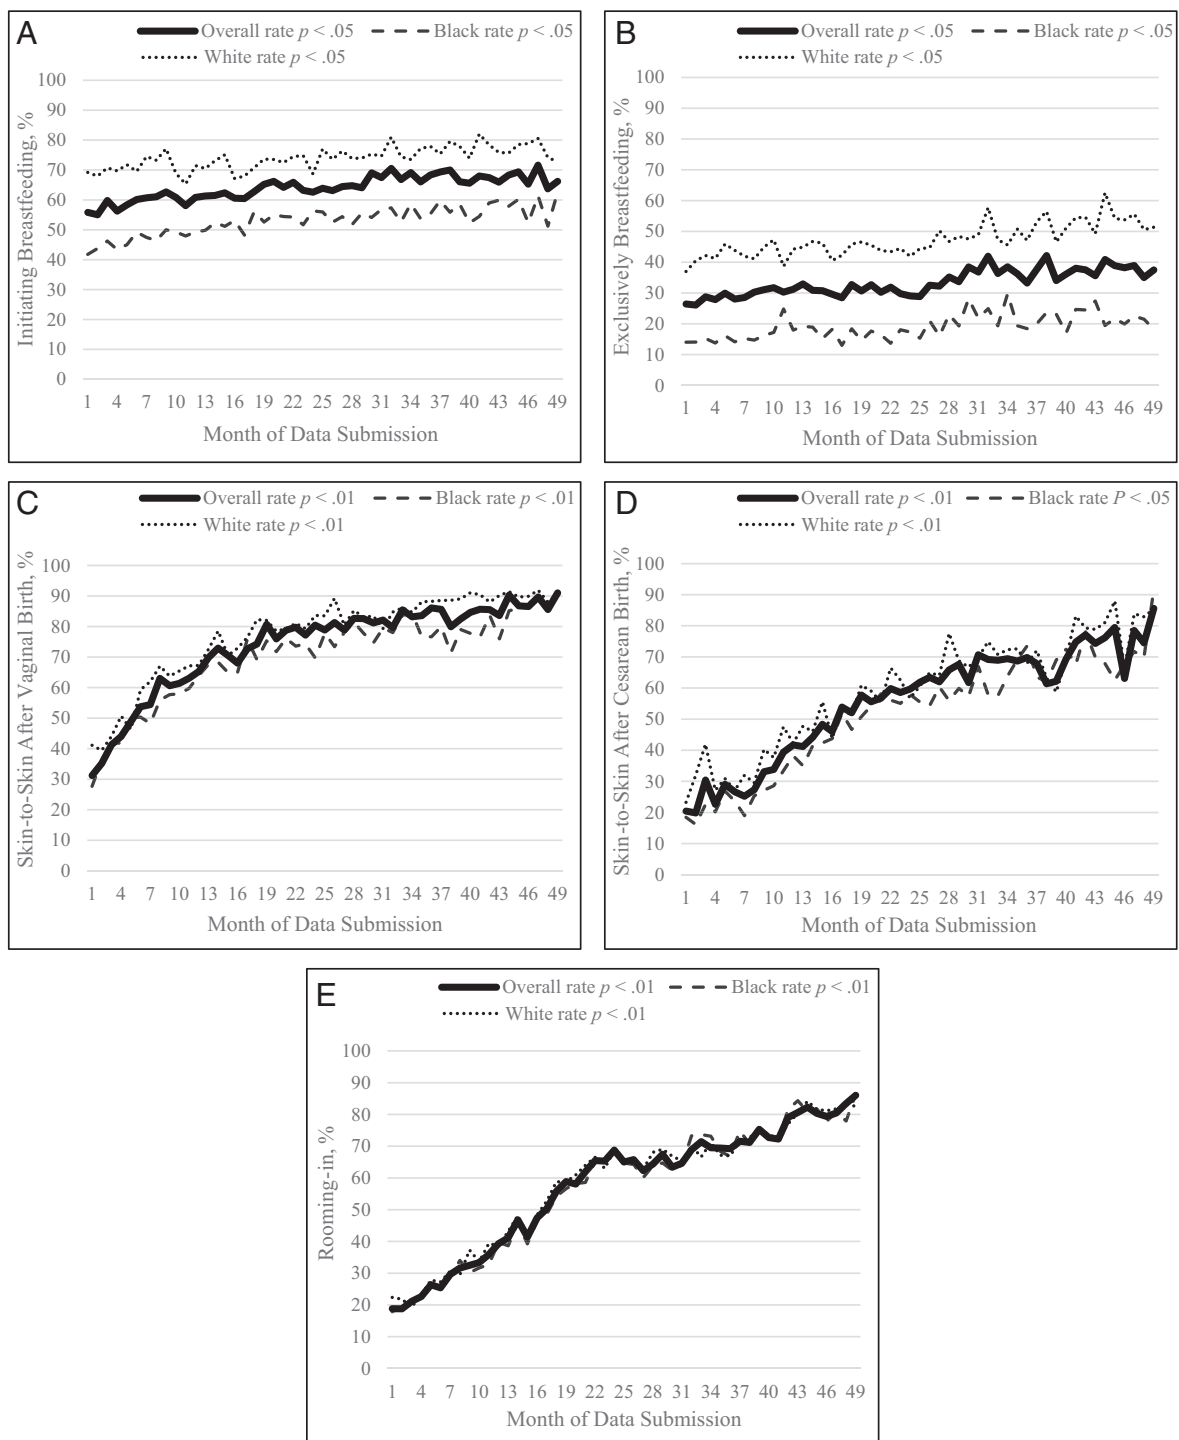 A
Overall rate p < .05 Black rate p < .05
White rate p < .05
Initiating Breastfeeding, %
100
90
80
70
60
50
40
30
20
10
0
1 4 7 10 13 16 19 22 25 28 31 34 37 40 43 46 49
Month of Data Submission
B
Overall rate p < .05 Black rate p < .05
White rate p < .05
Exclusively Breastfeeding, %
100
90
80
70
60
50
40
30
20
10
0
1 4 7 10 13 16 19 22 25 28 31 34 37 40 43 46 49
Month of Data Submission
C
Overall rate p < .01 Black rate p < .01
White rate p < .01
Skin-to-Skin After Vaginal Birth, %
100
90
80
70
60
50
40
30
20
10
0
1 4 7 10 13 16 19 22 25 28 31 34 37 40 43 46 49
Month of Data Submission
D
Overall rate p < .01 Black rate P < .05
White rate p < .01
Skin-to-Skin After Cesarean Birth, %
100
90
80
70
60
50
40
30
20
10
0
1 4 7 10 13 16 19 22 25 28 31 34 37 40 43 46 49
Month of Data Submission
E
Overall rate p < .01 Black rate p < .01
White rate p < .01
Rooming-in, %
100
90
80
70
60
50
40
30
20
10
0
1 4 7 10 13 16 19 22 25 28 31 34 37 40 43 46 49
Month of Data Submission